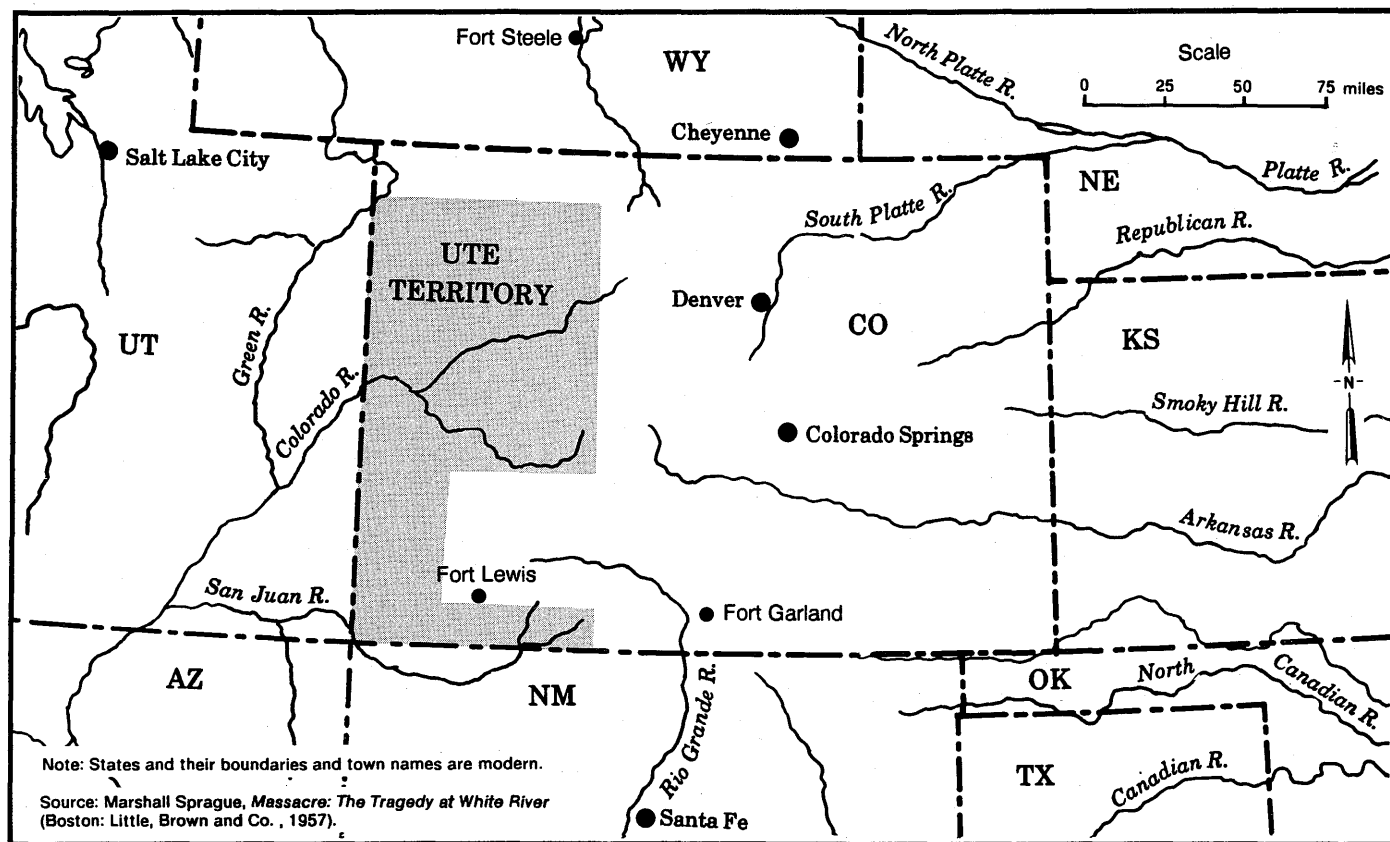 Fort Steele
WY
North Platte R.
Scale
0 25 50 75 miles
Cheyenne
Salt Lake City
NE
Platte R.
South Platte R.
Republican R.
UTE
TERRITORY
Denver
CO
KS
UT
Green R.
Colorado R.
-N-
Smoky Hill R.
Colorado Springs
Arkansas R.
Fort Lewis
San Juan R.
Fort Garland
AZ
NM
OK
North
Canadian R.
Rio Grande R.
TX
Canadian R.
Note: States and their boundaries and town names are modern.
Source: Marshall Sprague, Massacre: The Tragedy at White River
(Boston: Little, Brown and Co. , 1957).
Santa Fe